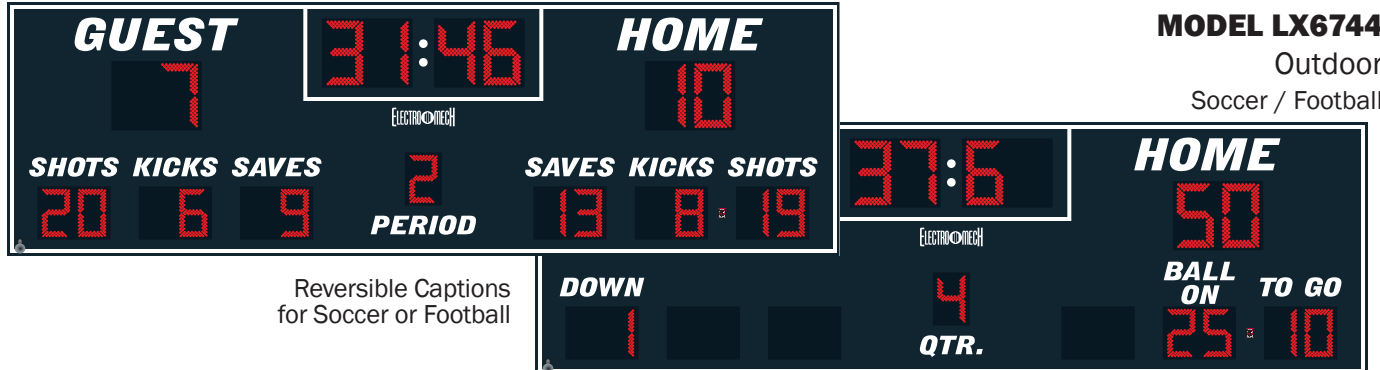 GUEST 31:46 HOME
7 10
ELECTRO-MECH
SHOTS KICKS SAVES 2 SAVES KICKS SHOTS
20 6 9 PERIOD 13 8 19
MODEL LX6744
Outdoor
Soccer / Football
37:6 HOME
50
ELECTRO-MECH
DOWN 4 BALL ON TO GO
1 QTR. 25 10
Reversible Captions
for Soccer or Football